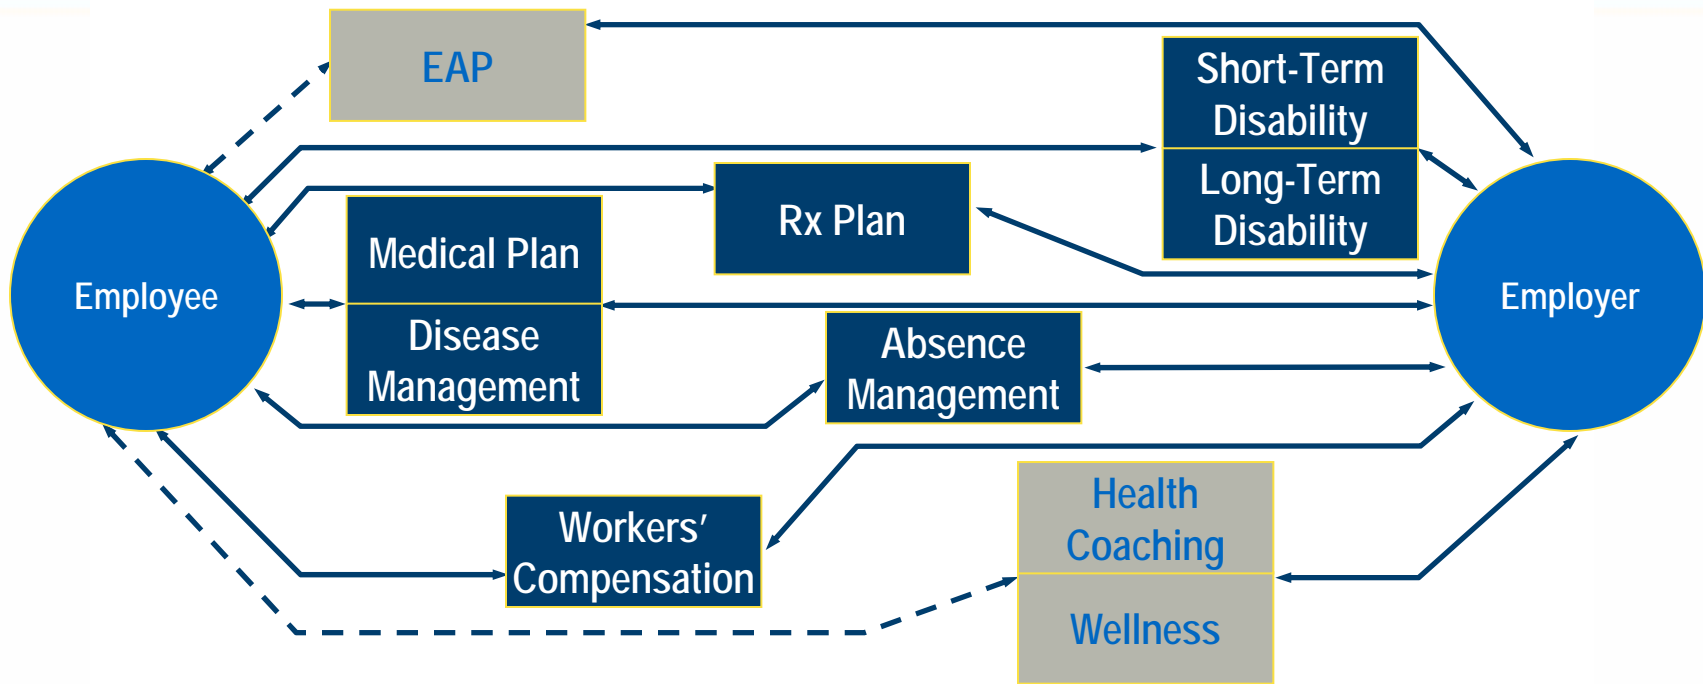 EAP
Short-Term
Disability
Long-Term
Disability
Rx Plan
Medical Plan
Disease
Management
Employee
Employer
Absence
Management
Health
Coaching
Wellness
Workers’
Compensation